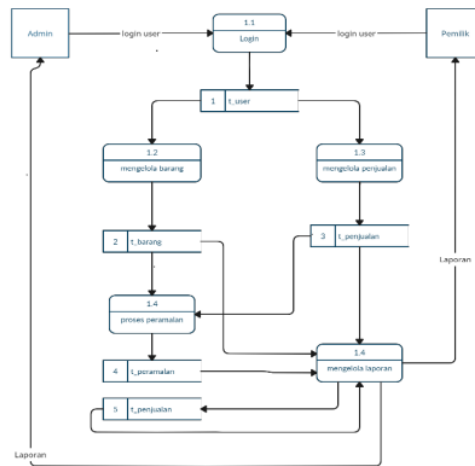 1.1
Admin
login user
Login
login user
Pemilik
1 t_user
1.2
mengelola barang
1.3
mengelola penjualan
2 t_barang
3 t_penjualan
Laporan
1.4
proses peramalan
1.4
mengelola laporan
4 t_peramalan
5 t_penjualan
Laporan